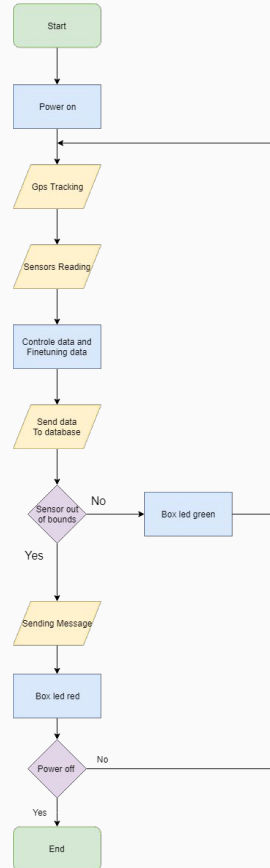 Start
Power on
Gps Tracking
Sensors Reading
Controle data and
Finetuning data
Send data
To database
Sensor out
of bounds
No
Box led green
Yes
Sending Message
Box led red
Power off
No
Yes
End